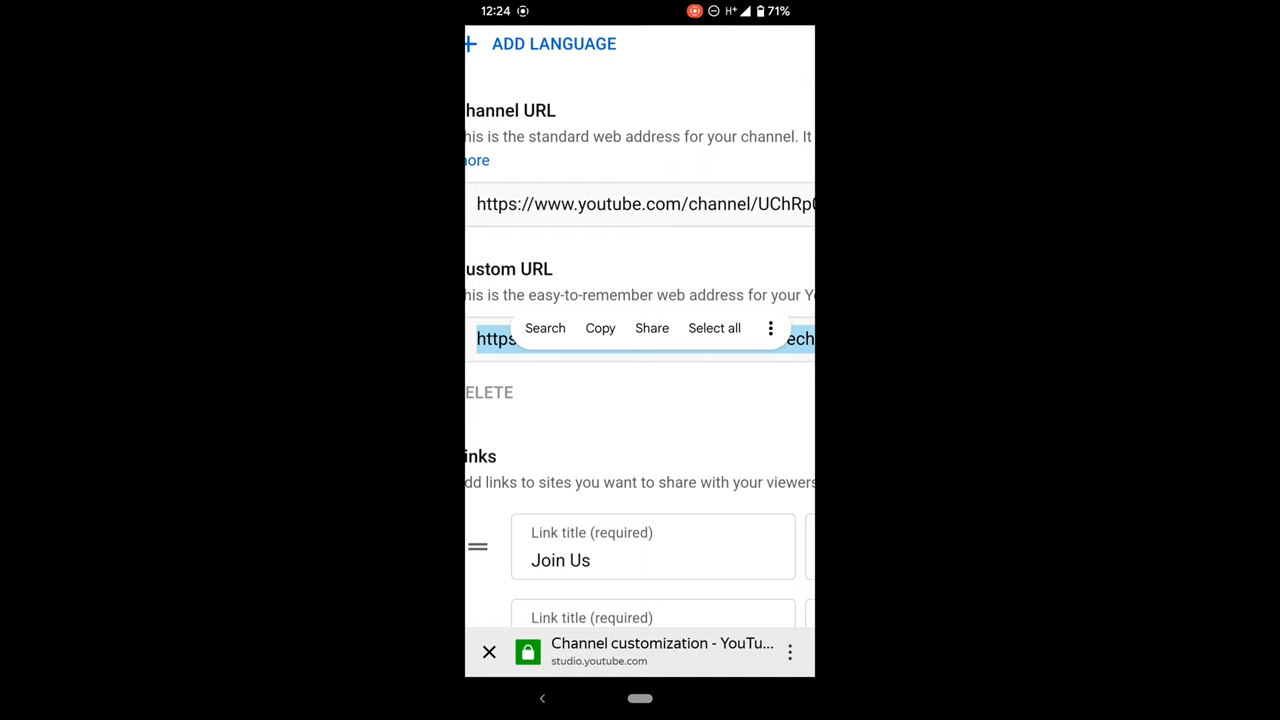 12:24 H+ 71%
+ ADD LANGUAGE
hannel URL
his is the standard web address for your channel. It
ore
https://www.youtube.com/channel/UChRp
ustom URL
his is the easy-to-remember web address for your Y
Search Copy Share Select all
https ech
ELETE
inks
dd links to sites you want to share with your viewers
Link title (required)
Join Us
Link title (required)
Channel customization - YouTu...
studio.youtube.com